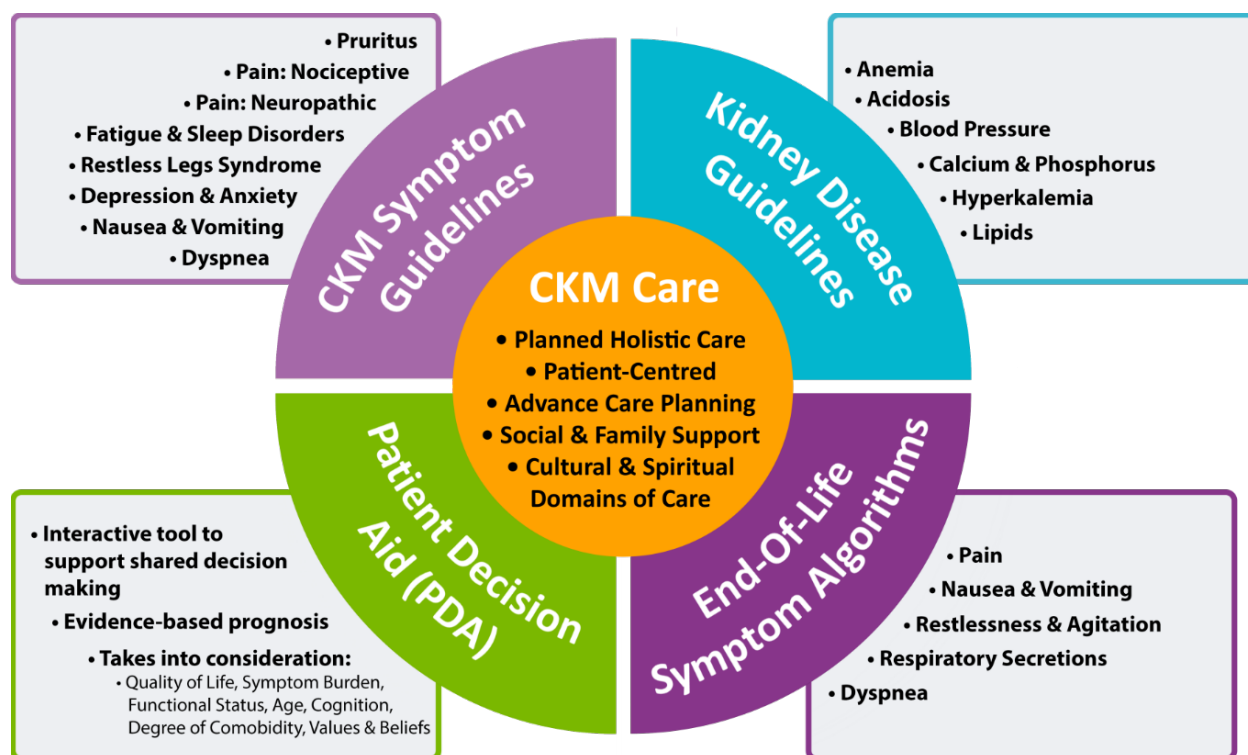 • Pruritus
• Pain: Nociceptive
• Pain: Neuropathic
• Fatigue & Sleep Disorders
• Restless Legs Syndrome
• Depression & Anxiety
• Nausea & Vomiting
• Dyspnea
CKM Symptom
Guidelines
Kidney Disease
Guidelines
• Anemia
• Acidosis
• Blood Pressure
• Calcium & Phosphorus
• Hyperkalemia
• Lipids
CKM Care
• Planned Holistic Care
• Patient-Centred
• Advance Care Planning
• Social & Family Support
• Cultural & Spiritual
Domains of Care
• Interactive tool to
support shared decision
making
• Evidence-based prognosis
• Takes into consideration:
• Quality of Life, Symptom Burden,
Functional Status, Age, Cognition,
Degree of Comobidity, Values & Beliefs
Patient Decision
Aid (PDA)
End-Of-Life
Symptom Algorithms
• Pain
• Nausea & Vomiting
• Restlessness & Agitation
• Respiratory Secretions
• Dyspnea